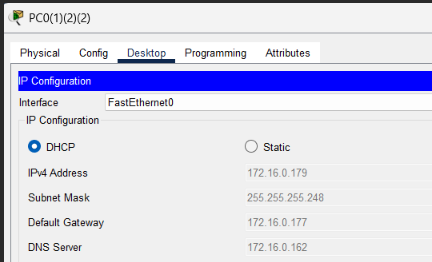 PC0(1)(2)(2)
Physical Config Desktop Programming Attributes
IP Configuration
Interface FastEthernet0
IP Configuration
DHCP Static
IPv4 Address 172.16.0.179
Subnet Mask 255.255.255.248
Default Gateway 172.16.0.177
DNS Server 172.16.0.162